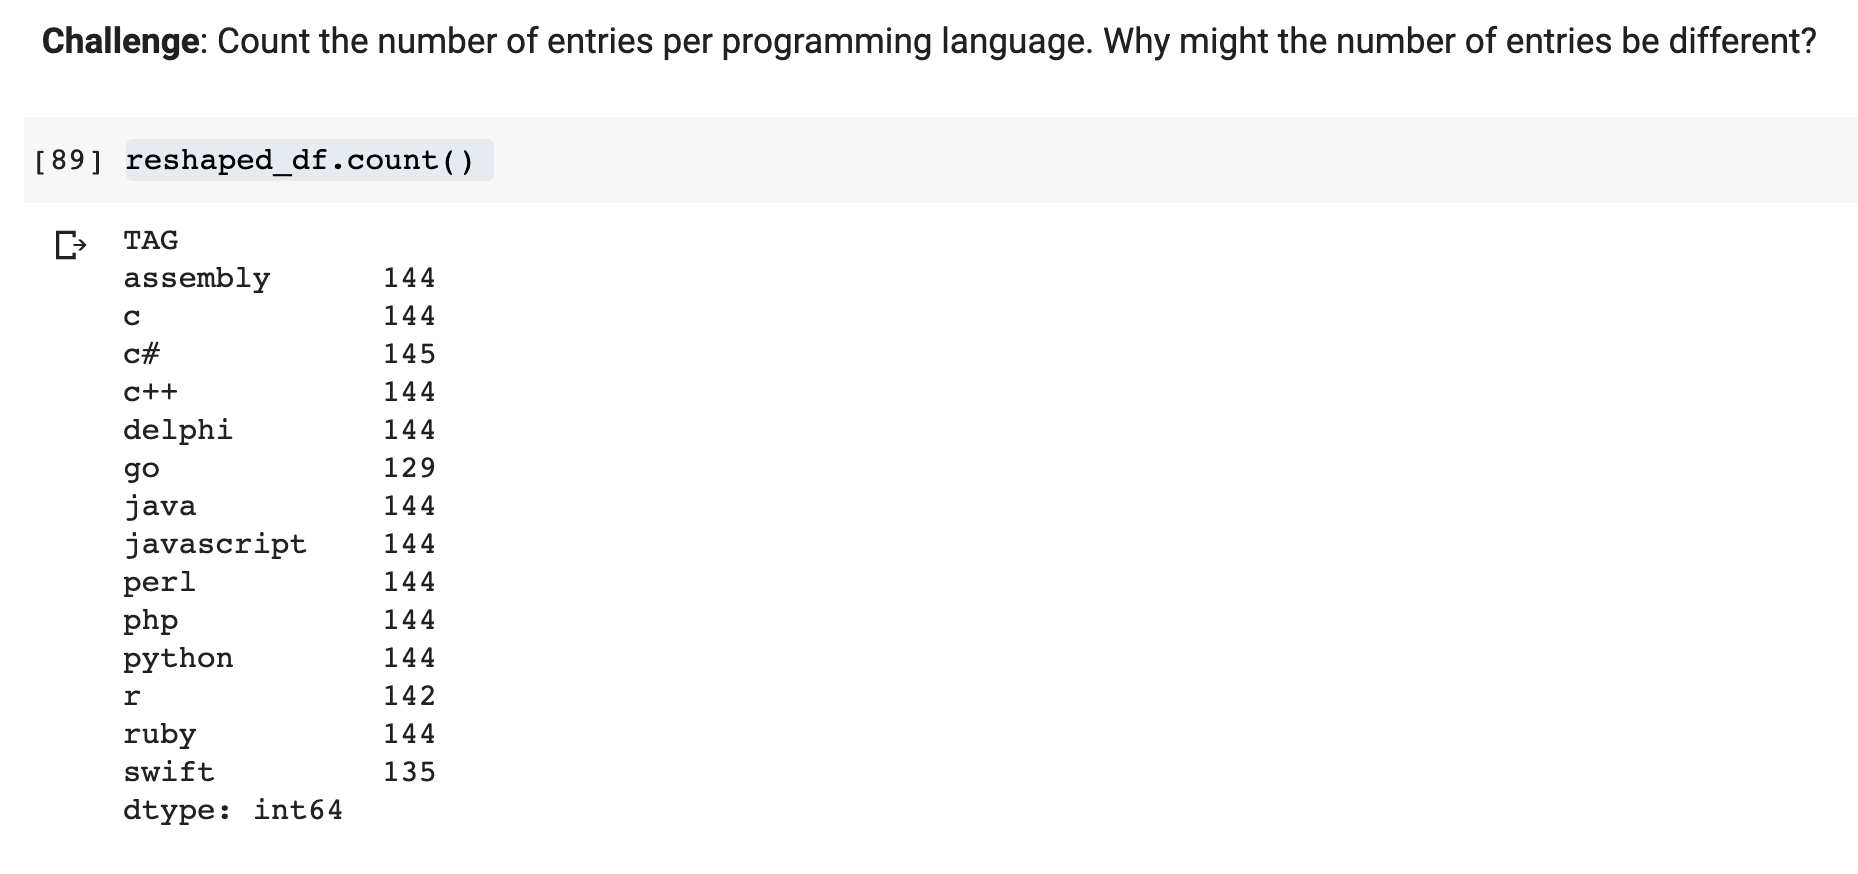 Challenge: Count the number of entries per programming language. Why might the number of entries be different?
[89] reshaped_df.count()
TAG
assembly 144
c 144
c# 145
c++ 144
delphi 144
go 129
java 144
javascript 144
perl 144
php 144
python 144
r 142
ruby 144
swift 135
dtype: int64